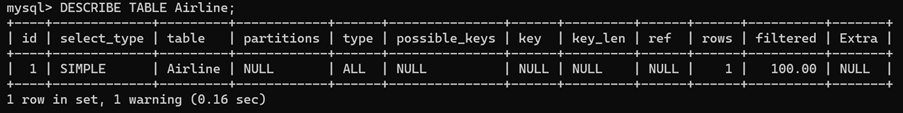 mysql> DESCRIBE TABLE Airline;
+----+-------------+---------+------------+------+---------------+------+---------+------+------+----------+-------+
| id | select_type | table   | partitions | type | possible_keys | key  | key_len | ref  | rows | filtered | Extra |
+----+-------------+---------+------------+------+---------------+------+---------+------+------+----------+-------+
|  1 | SIMPLE      | Airline | NULL       | ALL  | NULL          | NULL | NULL    | NULL |    1 |   100.00 | NULL  |
+----+-------------+---------+------------+------+---------------+------+---------+------+------+----------+-------+
1 row in set, 1 warning (0.16 sec)